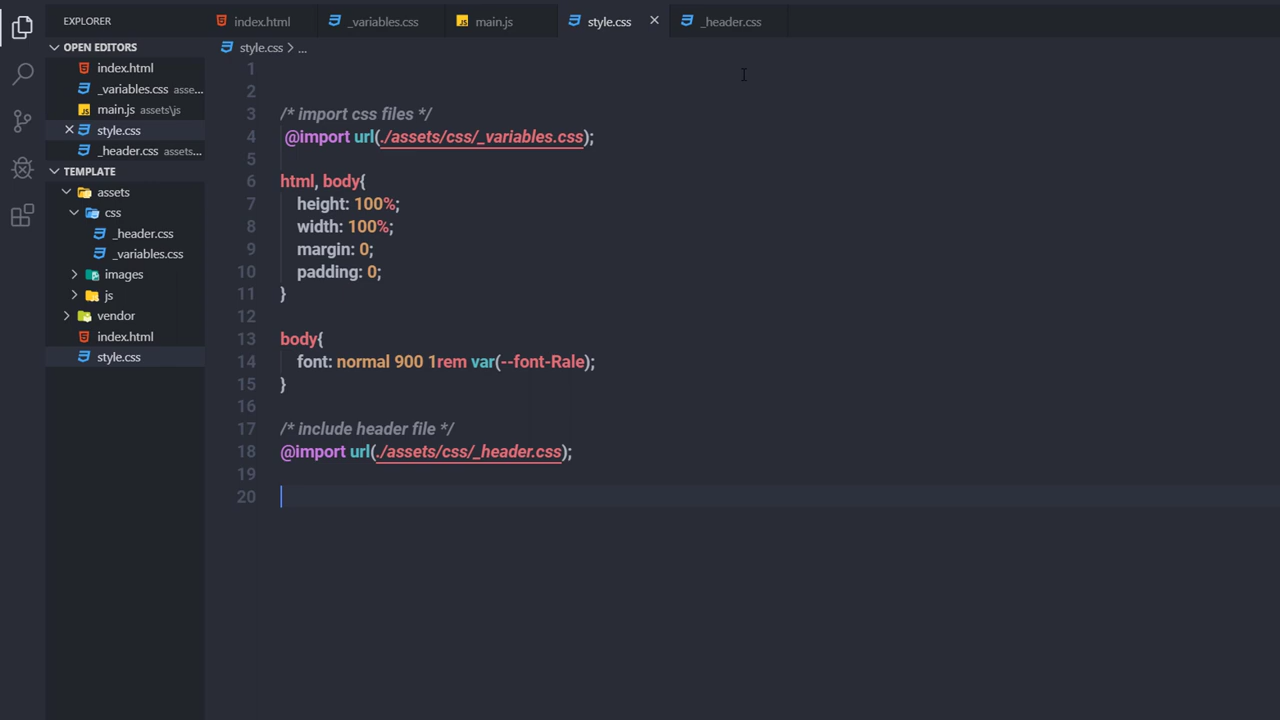 EXPLORER
OPEN EDITORS
index.html
_variables.css asse...
JS main.js assets\js
style.css
_header.css assets...
TEMPLATE
assets
css
_header.css
_variables.css
images
js
vendor
index.html
style.css
index.html _variables.css JS main.js style.css _header.css
style.css > ...
1
2
3 /* import css files */
4 @import url(./assets/css/_variables.css);
5
6 html, body{
7 height: 100%;
8 width: 100%;
9 margin: 0;
10 padding: 0;
11 }
12
13 body{
14 font: normal 900 1rem var(--font-Rale);
15 }
16
17 /* include header file */
18 @import url(./assets/css/_header.css);
19
20